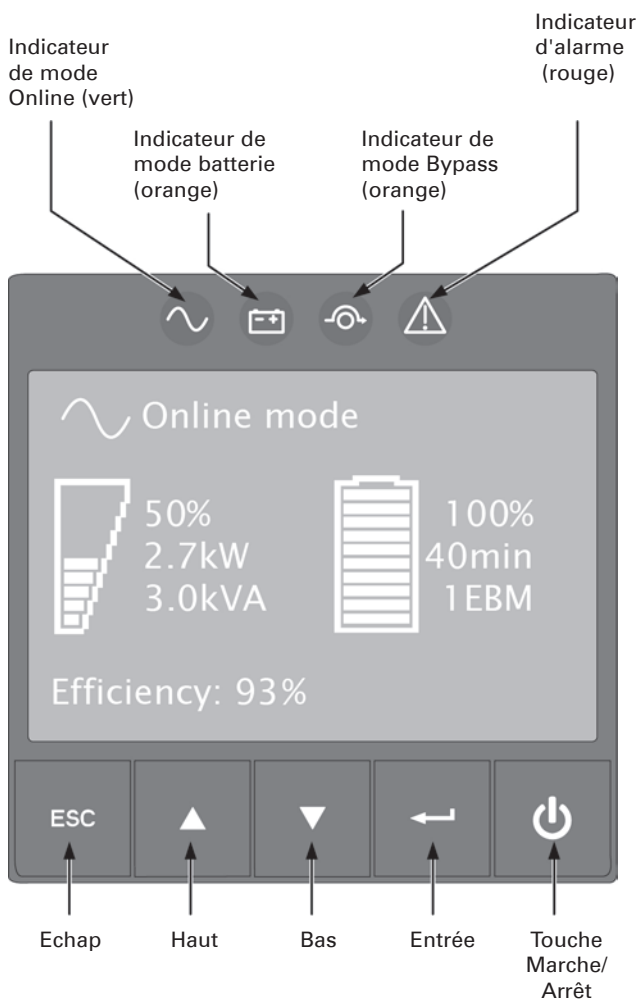 Indicateur
de mode
Online (vert)
Indicateur de
mode batterie
(orange)
Indicateur de
mode Bypass
(orange)
Indicateur
d'alarme
(rouge)
Online mode
50%
2.7kW
3.0kVA
100%
40min
1EBM
Efficiency: 93%
ESC
Echap
Haut
Bas
Entrée
Touche
Marche/
Arrêt